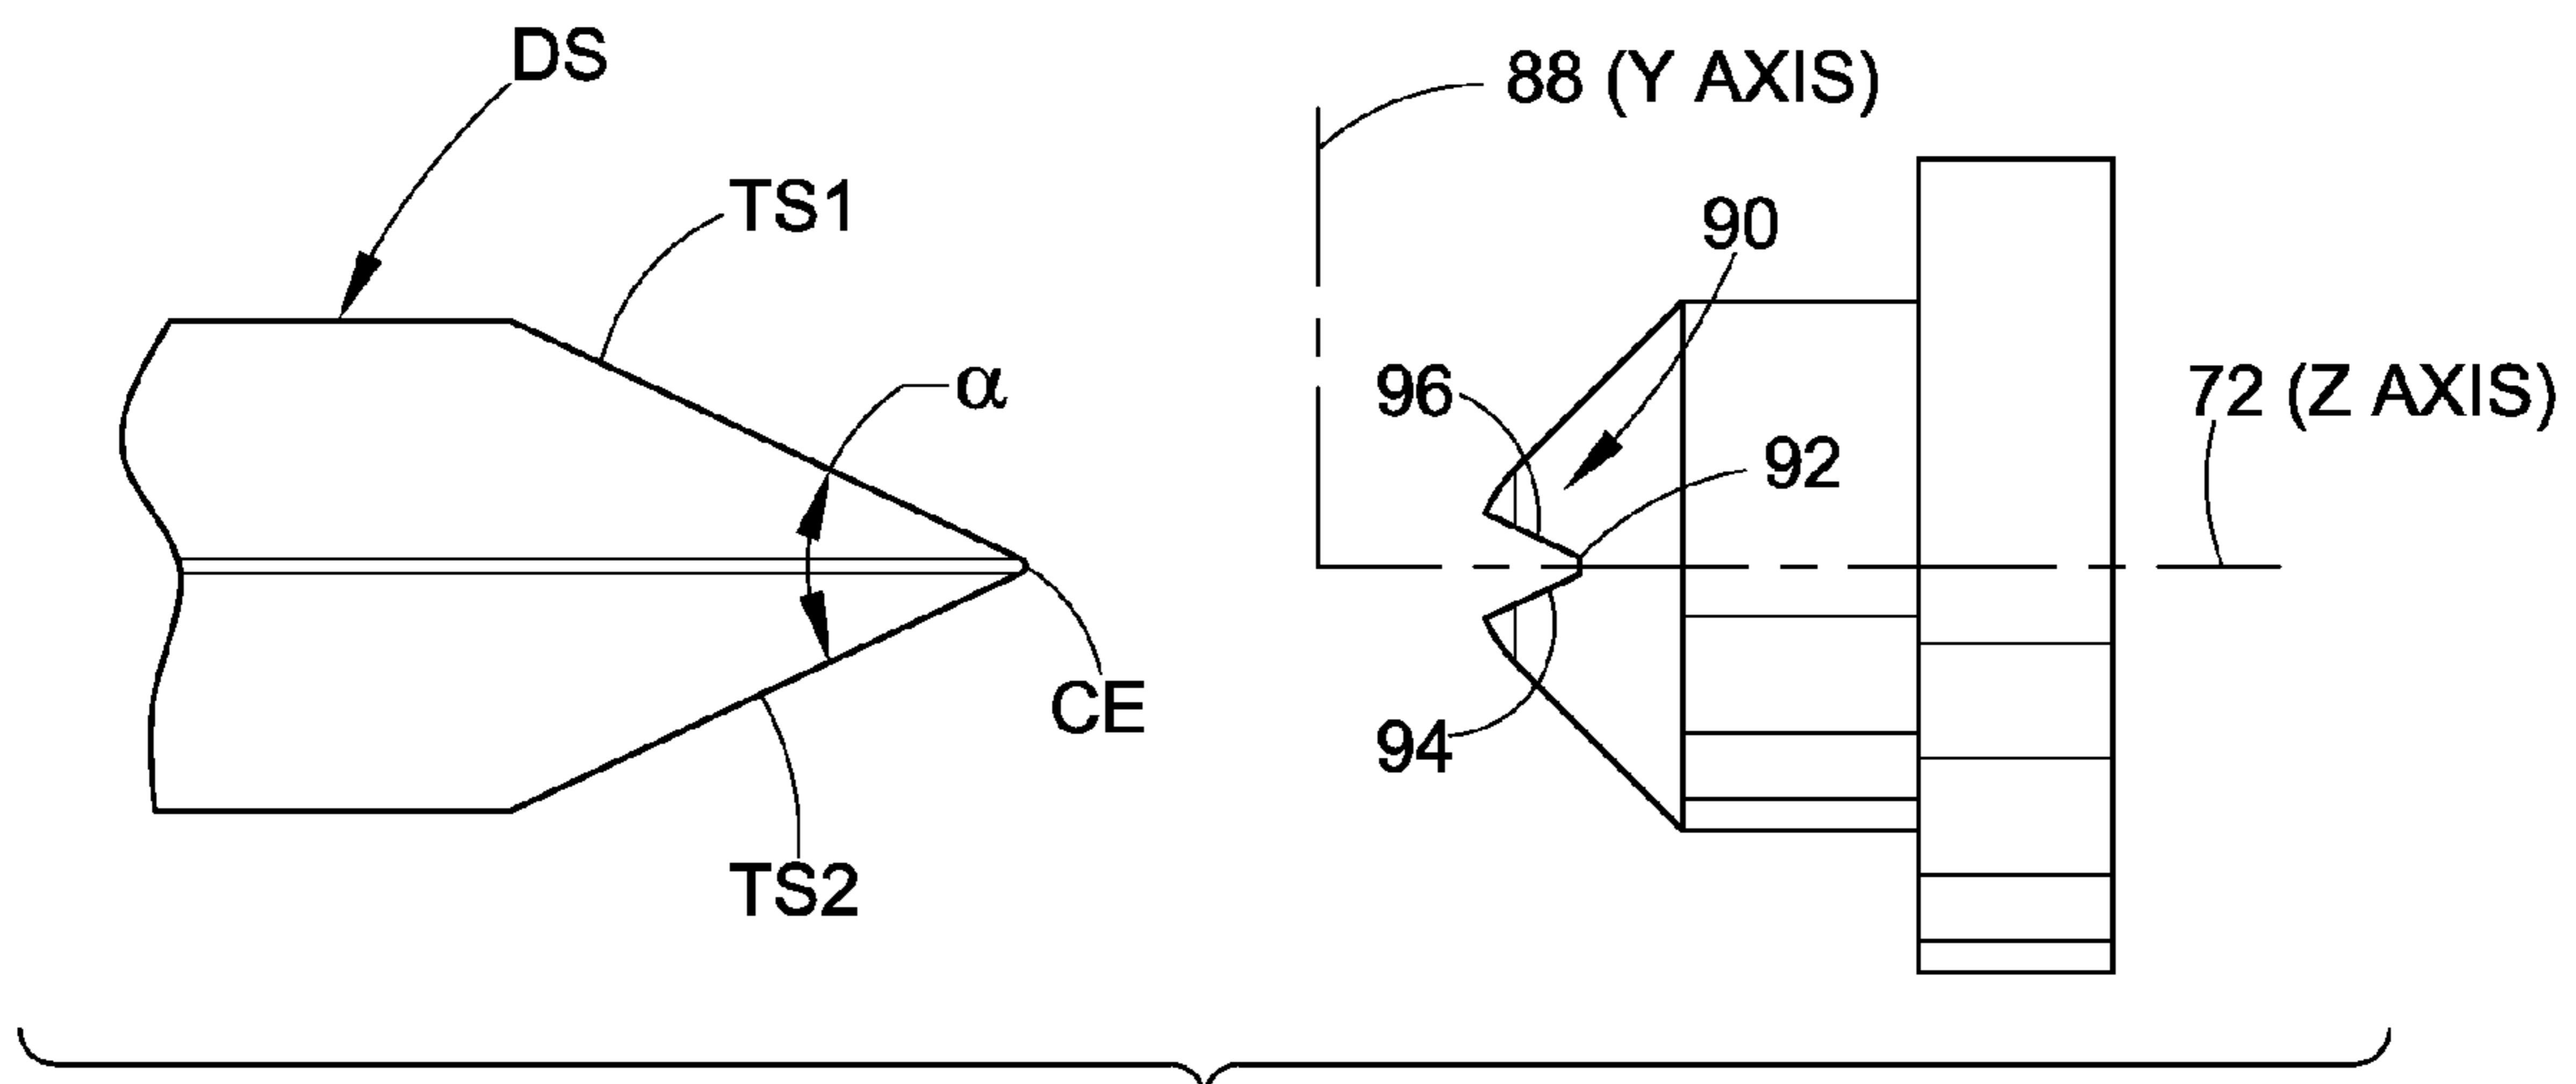 DS
88 (Y AXIS)
TS1
90
α
96
72 (Z AXIS)
92
CE
94
TS2